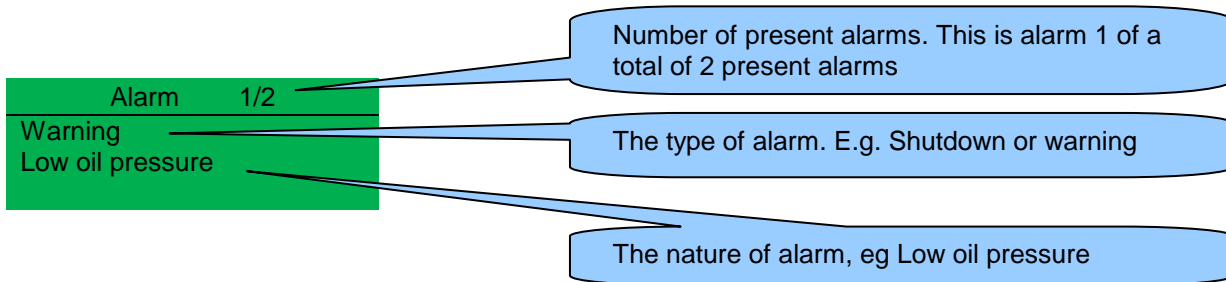 Number of present alarms. This is alarm 1 of a
total of 2 present alarms
Alarm 1/2
Warning
Low oil pressure
The type of alarm. E.g. Shutdown or warning
The nature of alarm, eg Low oil pressure